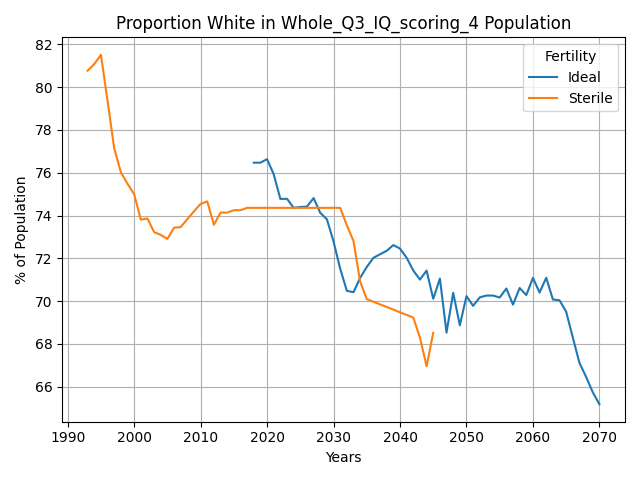 Proportion White in Whole_Q3_IQ_scoring_4 Population
% of Population
82
80
78
76
74
72
70
68
66
Fertility
Ideal
Sterile
1990 2000 2010 2020 2030 2040 2050 2060 2070
Years